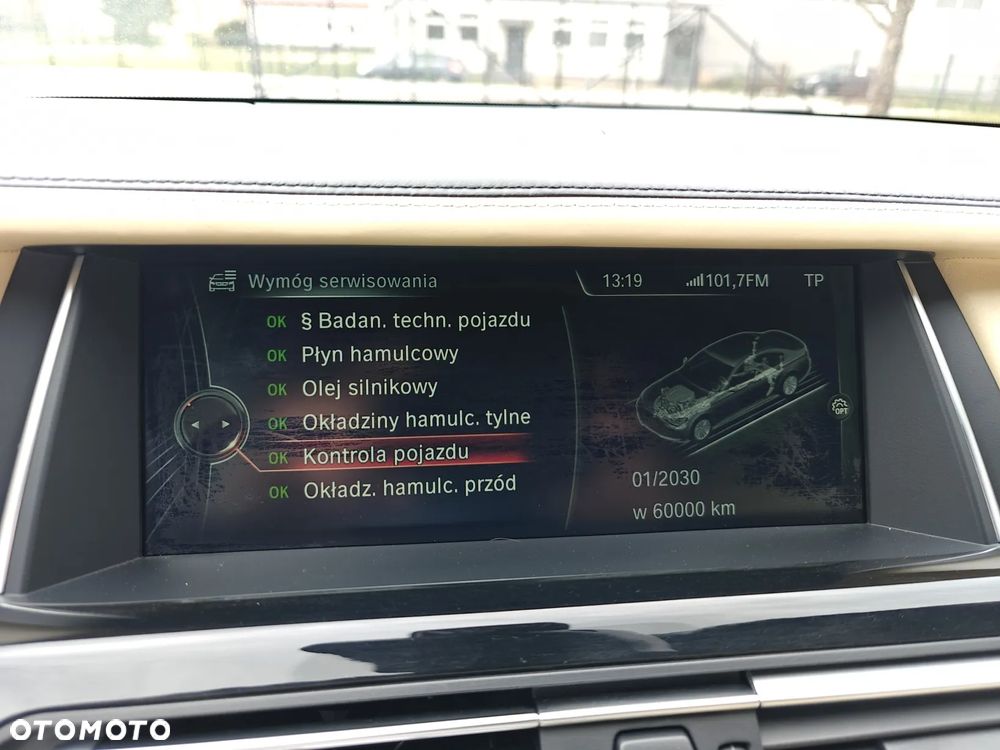 Wymóg serwisowania
13:19
101,7FM
TP
OK § Badan. techn. pojazdu
OK Płyn hamulcowy
OK Olej silnikowy
OK Okładziny hamulc. tylne
OK Kontrola pojazdu
OK Okładz. hamulc. przód
OPT
01/2030
w 60000 km
OTOMOTO